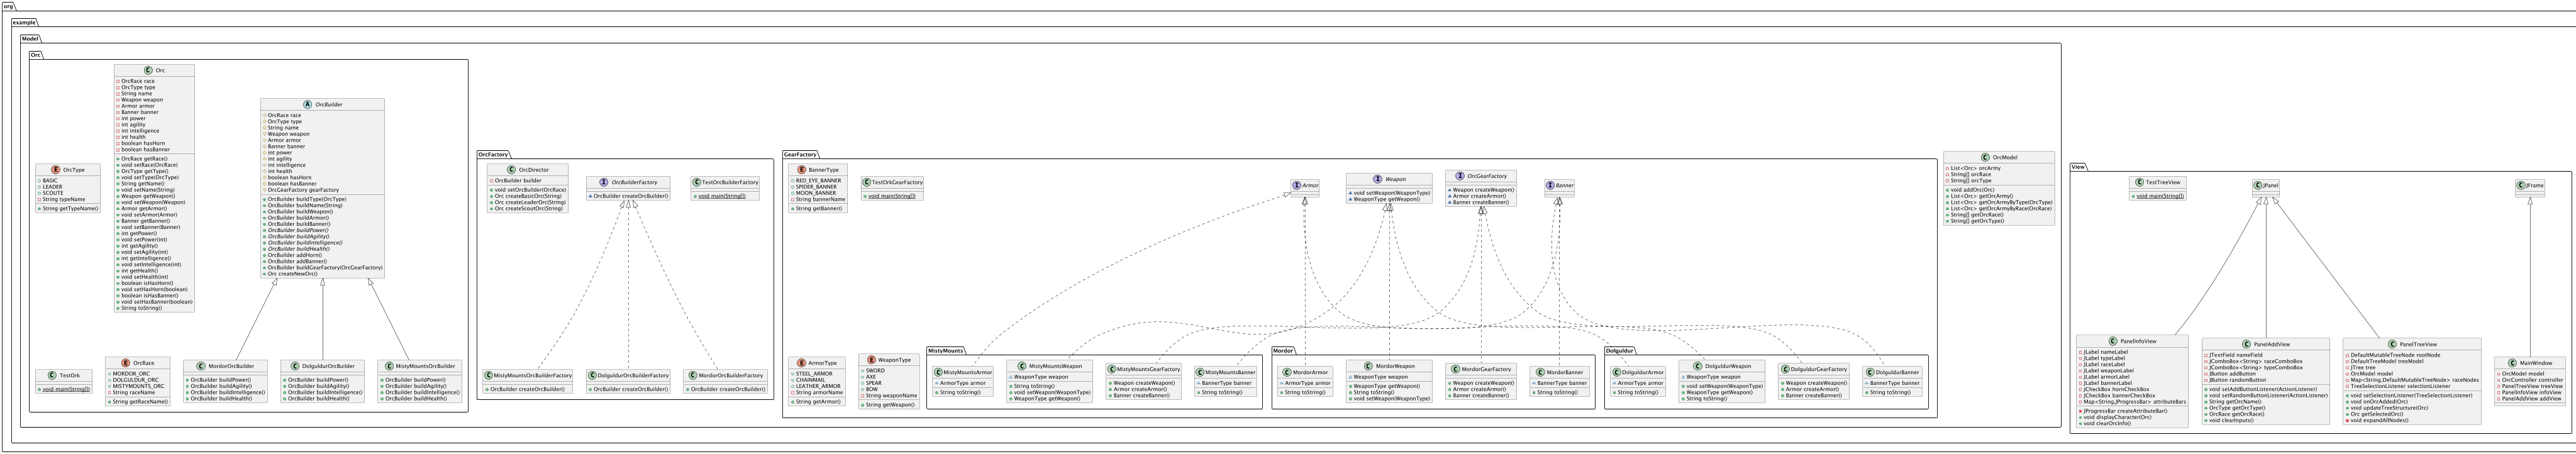 org
example
Model
Orc
C Orc
OrcRace race
OrcType type
String name
Weapon weapon
Armor armor
Banner banner
int power
int agility
int intelligence
int health
boolean hasHorn
boolean hasBanner
OrcRace getRace()
void setRace(OrcRace)
OrcType getType()
void setType(OrcType)
String getName()
void setName(String)
Weapon getWeapon()
void setWeapon(Weapon)
Armor getArmor()
void setArmor(Armor)
Banner getBanner()
void setBanner(Banner)
int getPower()
void setPower(int)
int getAgility()
void setAgility(int)
int getIntelligence()
void setIntelligence(int)
int getHealth()
void setHealth(int)
boolean isHasHorn()
void setHasHorn(boolean)
boolean isHasBanner()
void setHasBanner(boolean)
String toString()
A OrcBuilder
OrcRace race
OrcType type
String name
Weapon weapon
Armor armor
Banner banner
int power
int agility
int intelligence
int health
boolean hasHorn
boolean hasBanner
OrcGearFactory gearFactory
OrcBuilder buildType(OrcType)
OrcBuilder buildName(String)
OrcBuilder buildWeapon()
OrcBuilder buildArmor()
OrcBuilder buildBanner()
OrcBuilder buildPower()
OrcBuilder buildAgility()
OrcBuilder buildIntelligence()
OrcBuilder buildHealth()
OrcBuilder addHorn()
OrcBuilder addBanner()
OrcBuilder buildGearFactory(OrcGearFactory)
Orc createNewOrc()
E OrcType
BASIC
LEADER
SCOUTE
String typeName
String getTypeName()
C TestOrk
void main(String[])
E OrcRace
MORDOR_ORC
DOLGULDUR_ORC
MISTYMOUNTS_ORC
String raceName
String getRaceName()
C MordorOrcBuilder
OrcBuilder buildPower()
OrcBuilder buildAgility()
OrcBuilder buildIntelligence()
OrcBuilder buildHealth()
C DolguldurOrcBuilder
OrcBuilder buildPower()
OrcBuilder buildAgility()
OrcBuilder buildIntelligence()
OrcBuilder buildHealth()
C MistyMountsOrcBuilder
OrcBuilder buildPower()
OrcBuilder buildAgility()
OrcBuilder buildIntelligence()
OrcBuilder buildHealth()
OrcFactory
C OrcDirector
OrcBuilder builder
void setOrcBuilder(OrcRace)
Orc createBasicOrc(String)
Orc createLeaderOrc(String)
Orc createScoutOrc(String)
I OrcBuilderFactory
OrcBuilder createOrcBuilder()
C TestOrcBuilderFactory
void main(String[])
C MistyMountsOrcBuilderFactory
OrcBuilder createOrcBuilder()
C DolguldurOrcBuilderFactory
OrcBuilder createOrcBuilder()
C MordorOrcBuilderFactory
OrcBuilder createOrcBuilder()
GearFactory
E BannerType
RED_EYE_BANNER
SPIDER_BANNER
MOON_BANNER
String bannerName
String getBanner()
C TestOrkGearFactory
void main(String[])
I Armor
I Weapon
void setWeapon(WeaponType)
WeaponType getWeapon()
I OrcGearFactory
Weapon createWeapon()
Armor createArmor()
Banner createBanner()
I Banner
E ArmorType
STEEL_ARMOR
CHAINMAIL
LEATHER_ARMOR
String armorName
String getArmor()
E WeaponType
SWORD
AXE
SPEAR
BOW
String weaponName
String getWeapon()
MistyMounts
C MistyMountsArmor
ArmorType armor
String toString()
C MistyMountsWeapon
WeaponType weapon
String toString()
void setWeapon(WeaponType)
WeaponType getWeapon()
C MistyMountsGearFactory
Weapon createWeapon()
Armor createArmor()
Banner createBanner()
C MistyMountsBanner
BannerType banner
String toString()
Mordor
C MordorArmor
ArmorType armor
String toString()
C MordorWeapon
WeaponType weapon
WeaponType getWeapon()
String toString()
void setWeapon(WeaponType)
C MordorGearFactory
Weapon createWeapon()
Armor createArmor()
Banner createBanner()
C MordorBanner
BannerType banner
String toString()
Dolguldur
C DolguldurArmor
ArmorType armor
String toString()
C DolguldurWeapon
WeaponType weapon
void setWeapon(WeaponType)
WeaponType getWeapon()
String toString()
C DolguldurGearFactory
Weapon createWeapon()
Armor createArmor()
Banner createBanner()
C DolguldurBanner
BannerType banner
String toString()
C OrcModel
List<Orc> orcArmy
String[] orcRace
String[] orcType
void addOrc(Orc)
List<Orc> getOrcArmy()
List<Orc> getOrcArmyByType(OrcType)
List<Orc> getOrcArmyByRace(OrcRace)
String[] getOrcRace()
String[] getOrcType()
View
C TestTreeView
void main(String[])
C JPanel
C JFrame
C PanelInfoView
JLabel nameLabel
JLabel typeLabel
JLabel raceLabel
JLabel weaponLabel
JLabel armorLabel
JLabel bannerLabel
JCheckBox hornCheckBox
JCheckBox bannerCheckBox
Map<String,JProgressBar> attributeBars
JProgressBar createAttributeBar()
void displayCharacter(Orc)
void clearOrcInfo()
C PanelAddView
JTextField nameField
JComboBox<String> raceComboBox
JComboBox<String> typeComboBox
JButton addButton
JButton randomButton
void setAddButtonListener(ActionListener)
void setRandomButtonListener(ActionListener)
String getOrcName()
OrcType getOrcType()
OrcRace getOrcRace()
void clearInputs()
C PanelTreeView
DefaultMutableTreeNode rootNode
DefaultTreeModel treeModel
JTree tree
OrcModel model
Map<String,DefaultMutableTreeNode> raceNodes
TreeSelectionListener selectionListener
void setSelectionListener(TreeSelectionListener)
void onOrcAdded(Orc)
void updateTreeStructure(Orc)
Orc getSelectedOrc()
void expandAllNodes()
C MainWindow
OrcModel model
OrcController controller
PanelTreeView treeView
PanelInfoView infoView
PanelAddView addView